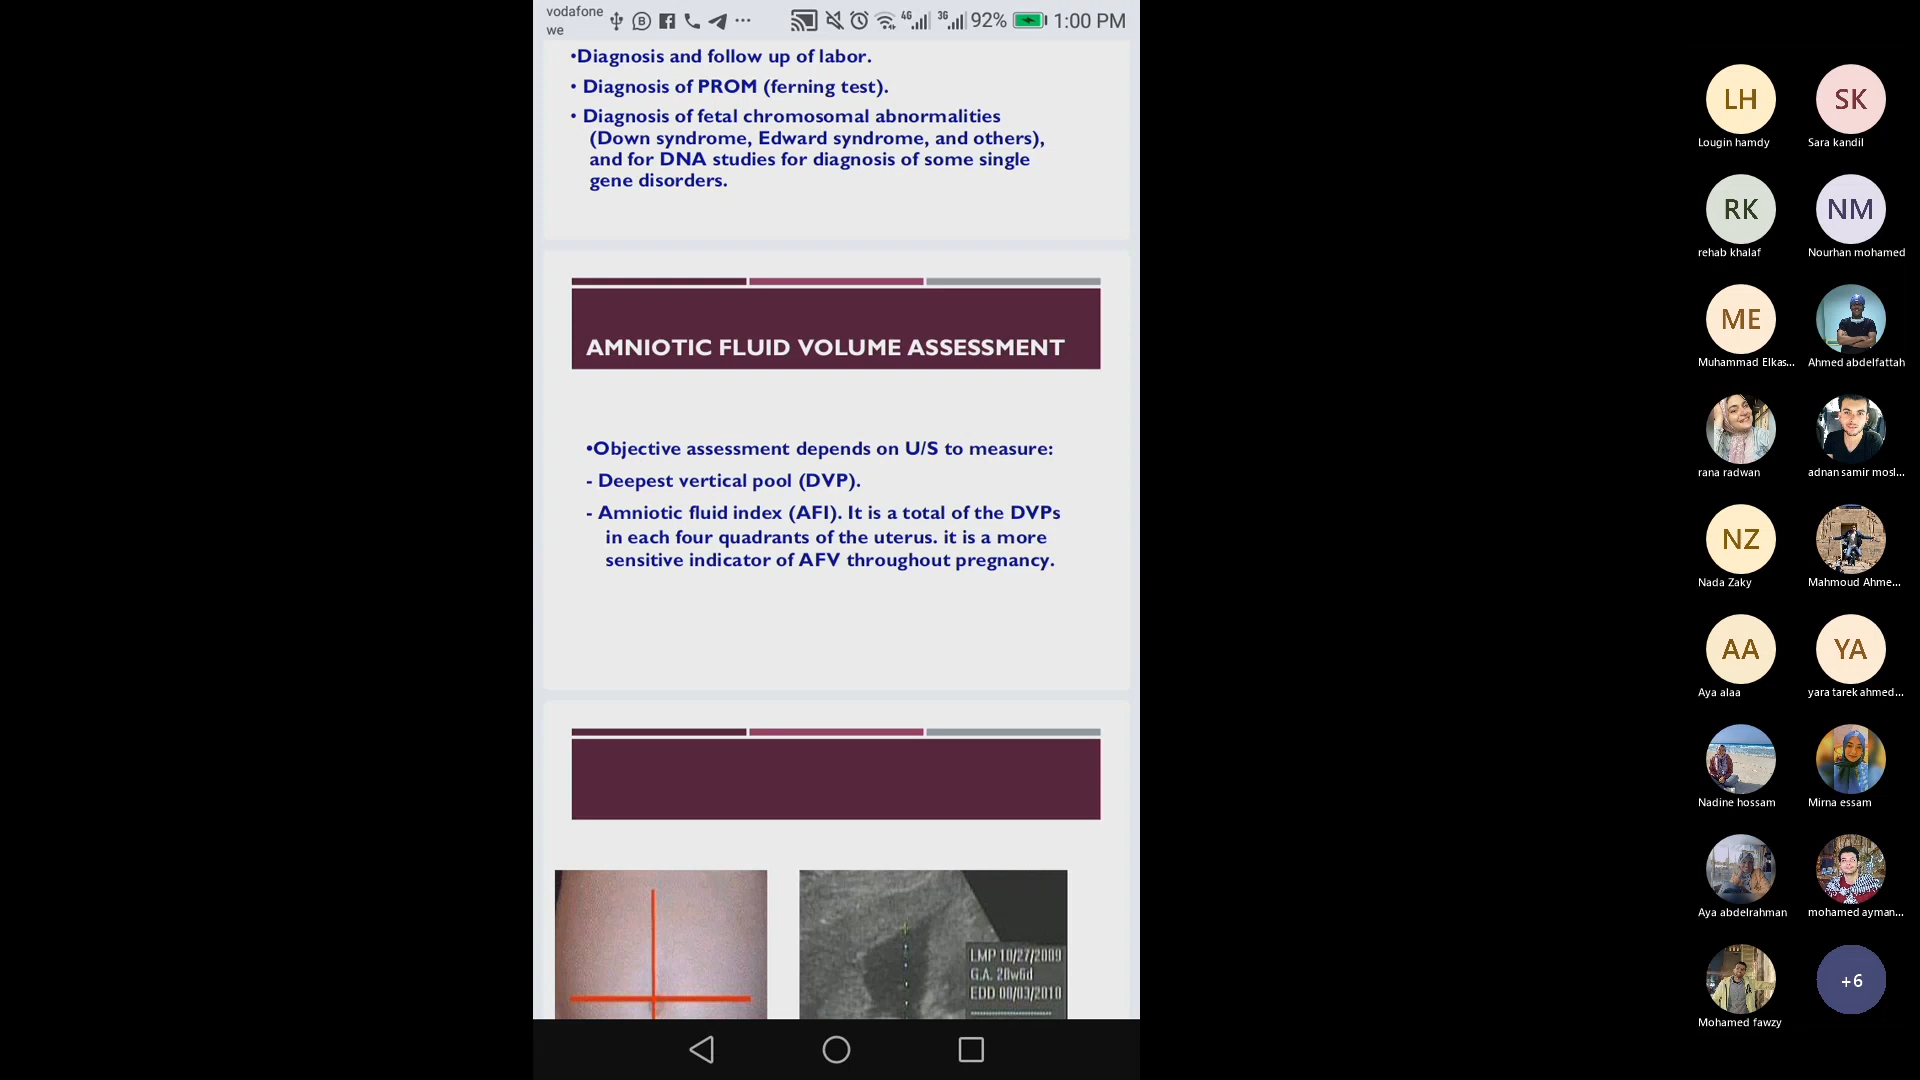 vodafone
we
4G 3G 92% 1:00 PM
•Diagnosis and follow up of labor.
• Diagnosis of PROM (ferning test).
• Diagnosis of fetal chromosomal abnormalities
(Down syndrome, Edward syndrome, and others),
and for DNA studies for diagnosis of some single
gene disorders.
AMNIOTIC FLUID VOLUME ASSESSMENT
•Objective assessment depends on U/S to measure:
- Deepest vertical pool (DVP).
- Amniotic fluid index (AFI). It is a total of the DVPs
in each four quadrants of the uterus. it is a more
sensitive indicator of AFV throughout pregnancy.
LMP 10/27/2009
G.A. 28w6d
EDD 08/03/2010
LH SK
Lougin hamdy Sara kandil
RK NM
rehab khalaf Nourhan mohamed
ME
Muhammad Elkas... Ahmed abdelfattah
rana radwan adnan samir mosl...
NZ
Nada Zaky Mahmoud Ahme...
AA YA
Aya alaa yara tarek ahmed...
Nadine hossam Mirna essam
Aya abdelrahman mohamed ayman...
+6
Mohamed fawzy